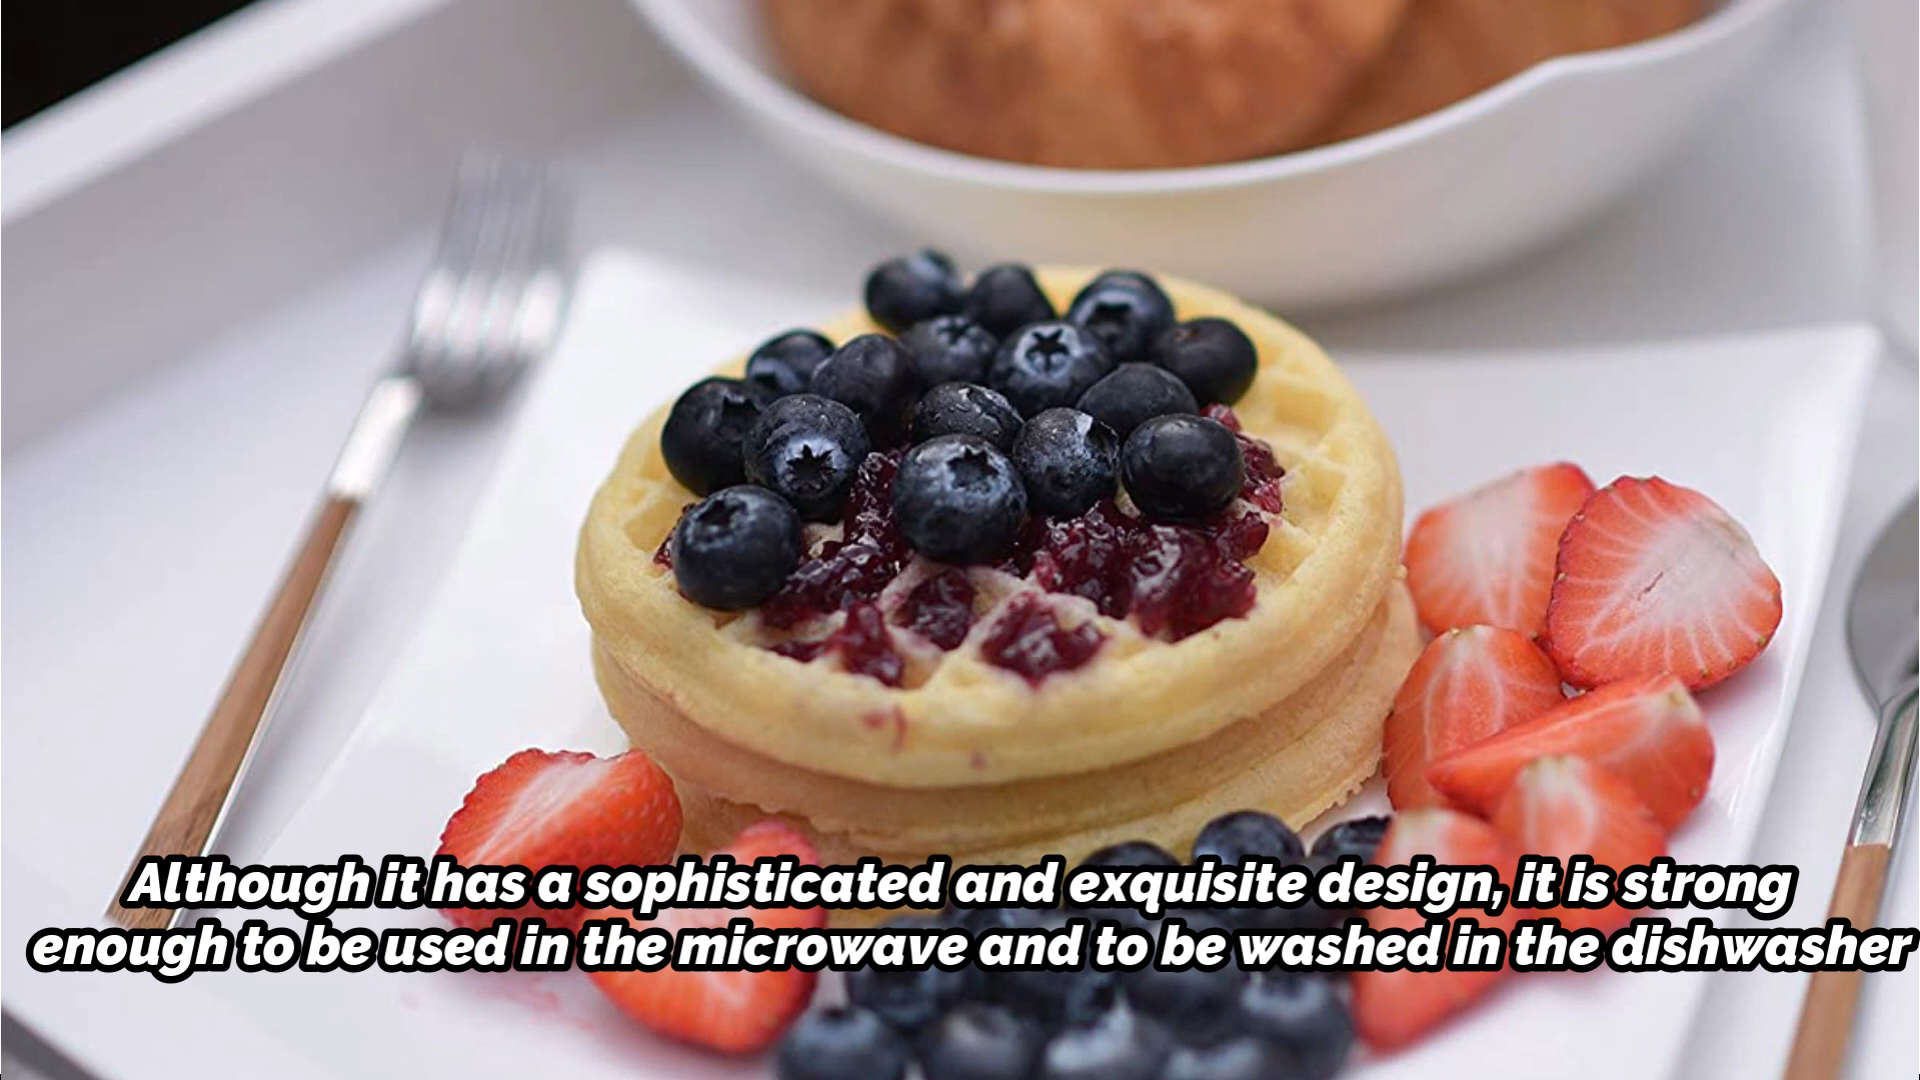 Although it has a sophisticated and exquisite design, it is strong
enough to be used in the microwave and to be washed in the dishwasher